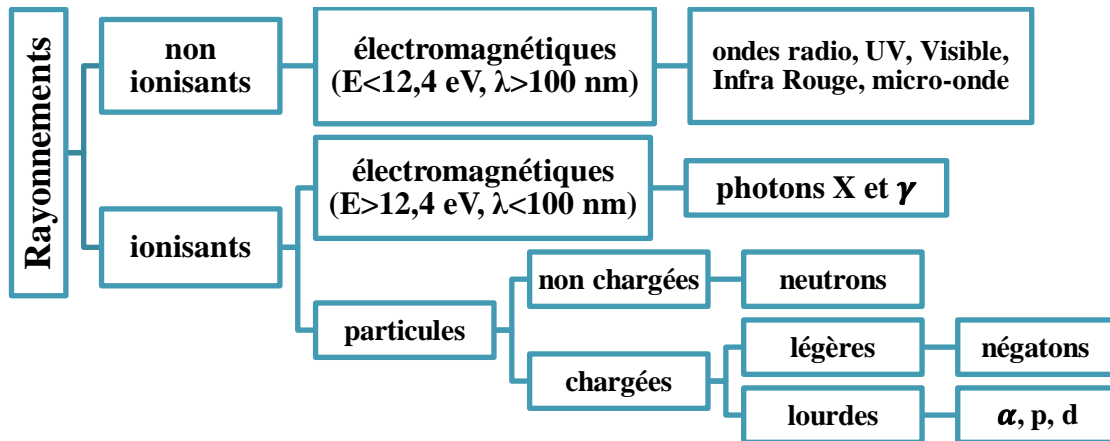 Rayonnements
non
ionisants
électromagnétiques
(E<12,4 eV, λ>100 nm)
ondes radio, UV, Visible,
Infra Rouge, micro-onde
ionisants
électromagnétiques
(E>12,4 eV, λ<100 nm)
photons X et γ
particules
non chargées
neutrons
chargées
légères
négatons
lourdes
α, p, d